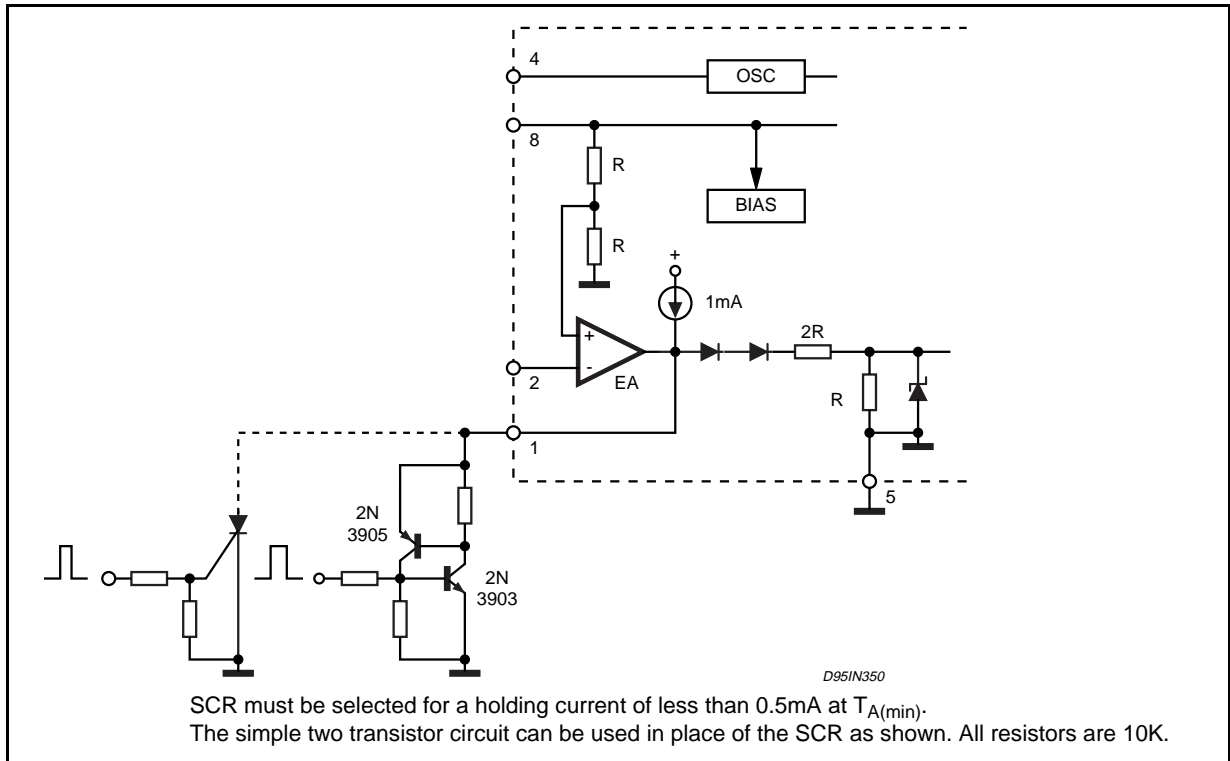 4
OSC
8
R
BIAS
R
+
1mA
+
2R
-
EA
2
R
1
5
2N
3905
2N
3903
D95IN350
SCR must be selected for a holding current of less than 0.5mA at TA(min).
The simple two transistor circuit can be used in place of the SCR as shown. All resistors are 10K.